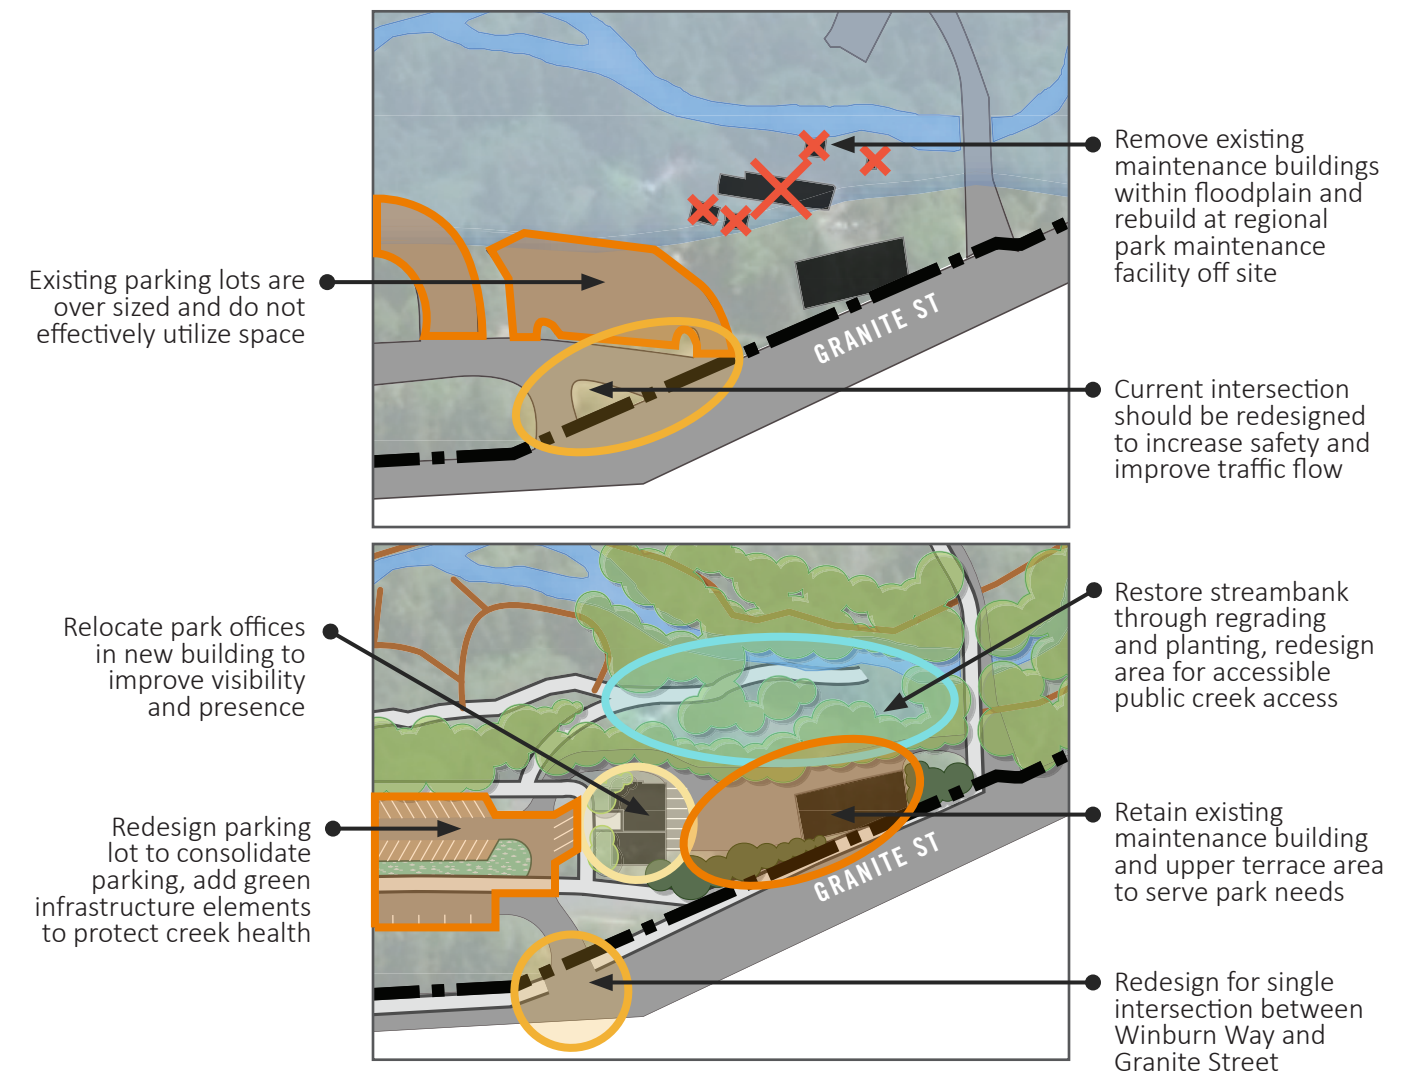 Remove existing
maintenance buildings
within floodplain and
rebuild at regional
park maintenance
facility off site
Existing parking lots are
over sized and do not
effectively utilize space
GRANITE ST
Current intersection
should be redesigned
to increase safety and
improve traffic flow
Restore streambank
through regrading
and planting, redesign
area for accessible
public creek access
Relocate park offices
in new building to
improve visibility
and presence
Retain existing
maintenance building
and upper terrace area
to serve park needs
Redesign parking
lot to consolidate
parking, add green
infrastructure elements
to protect creek health
GRANITE ST
Redesign for single
intersection between
Winburn Way and
Granite Street